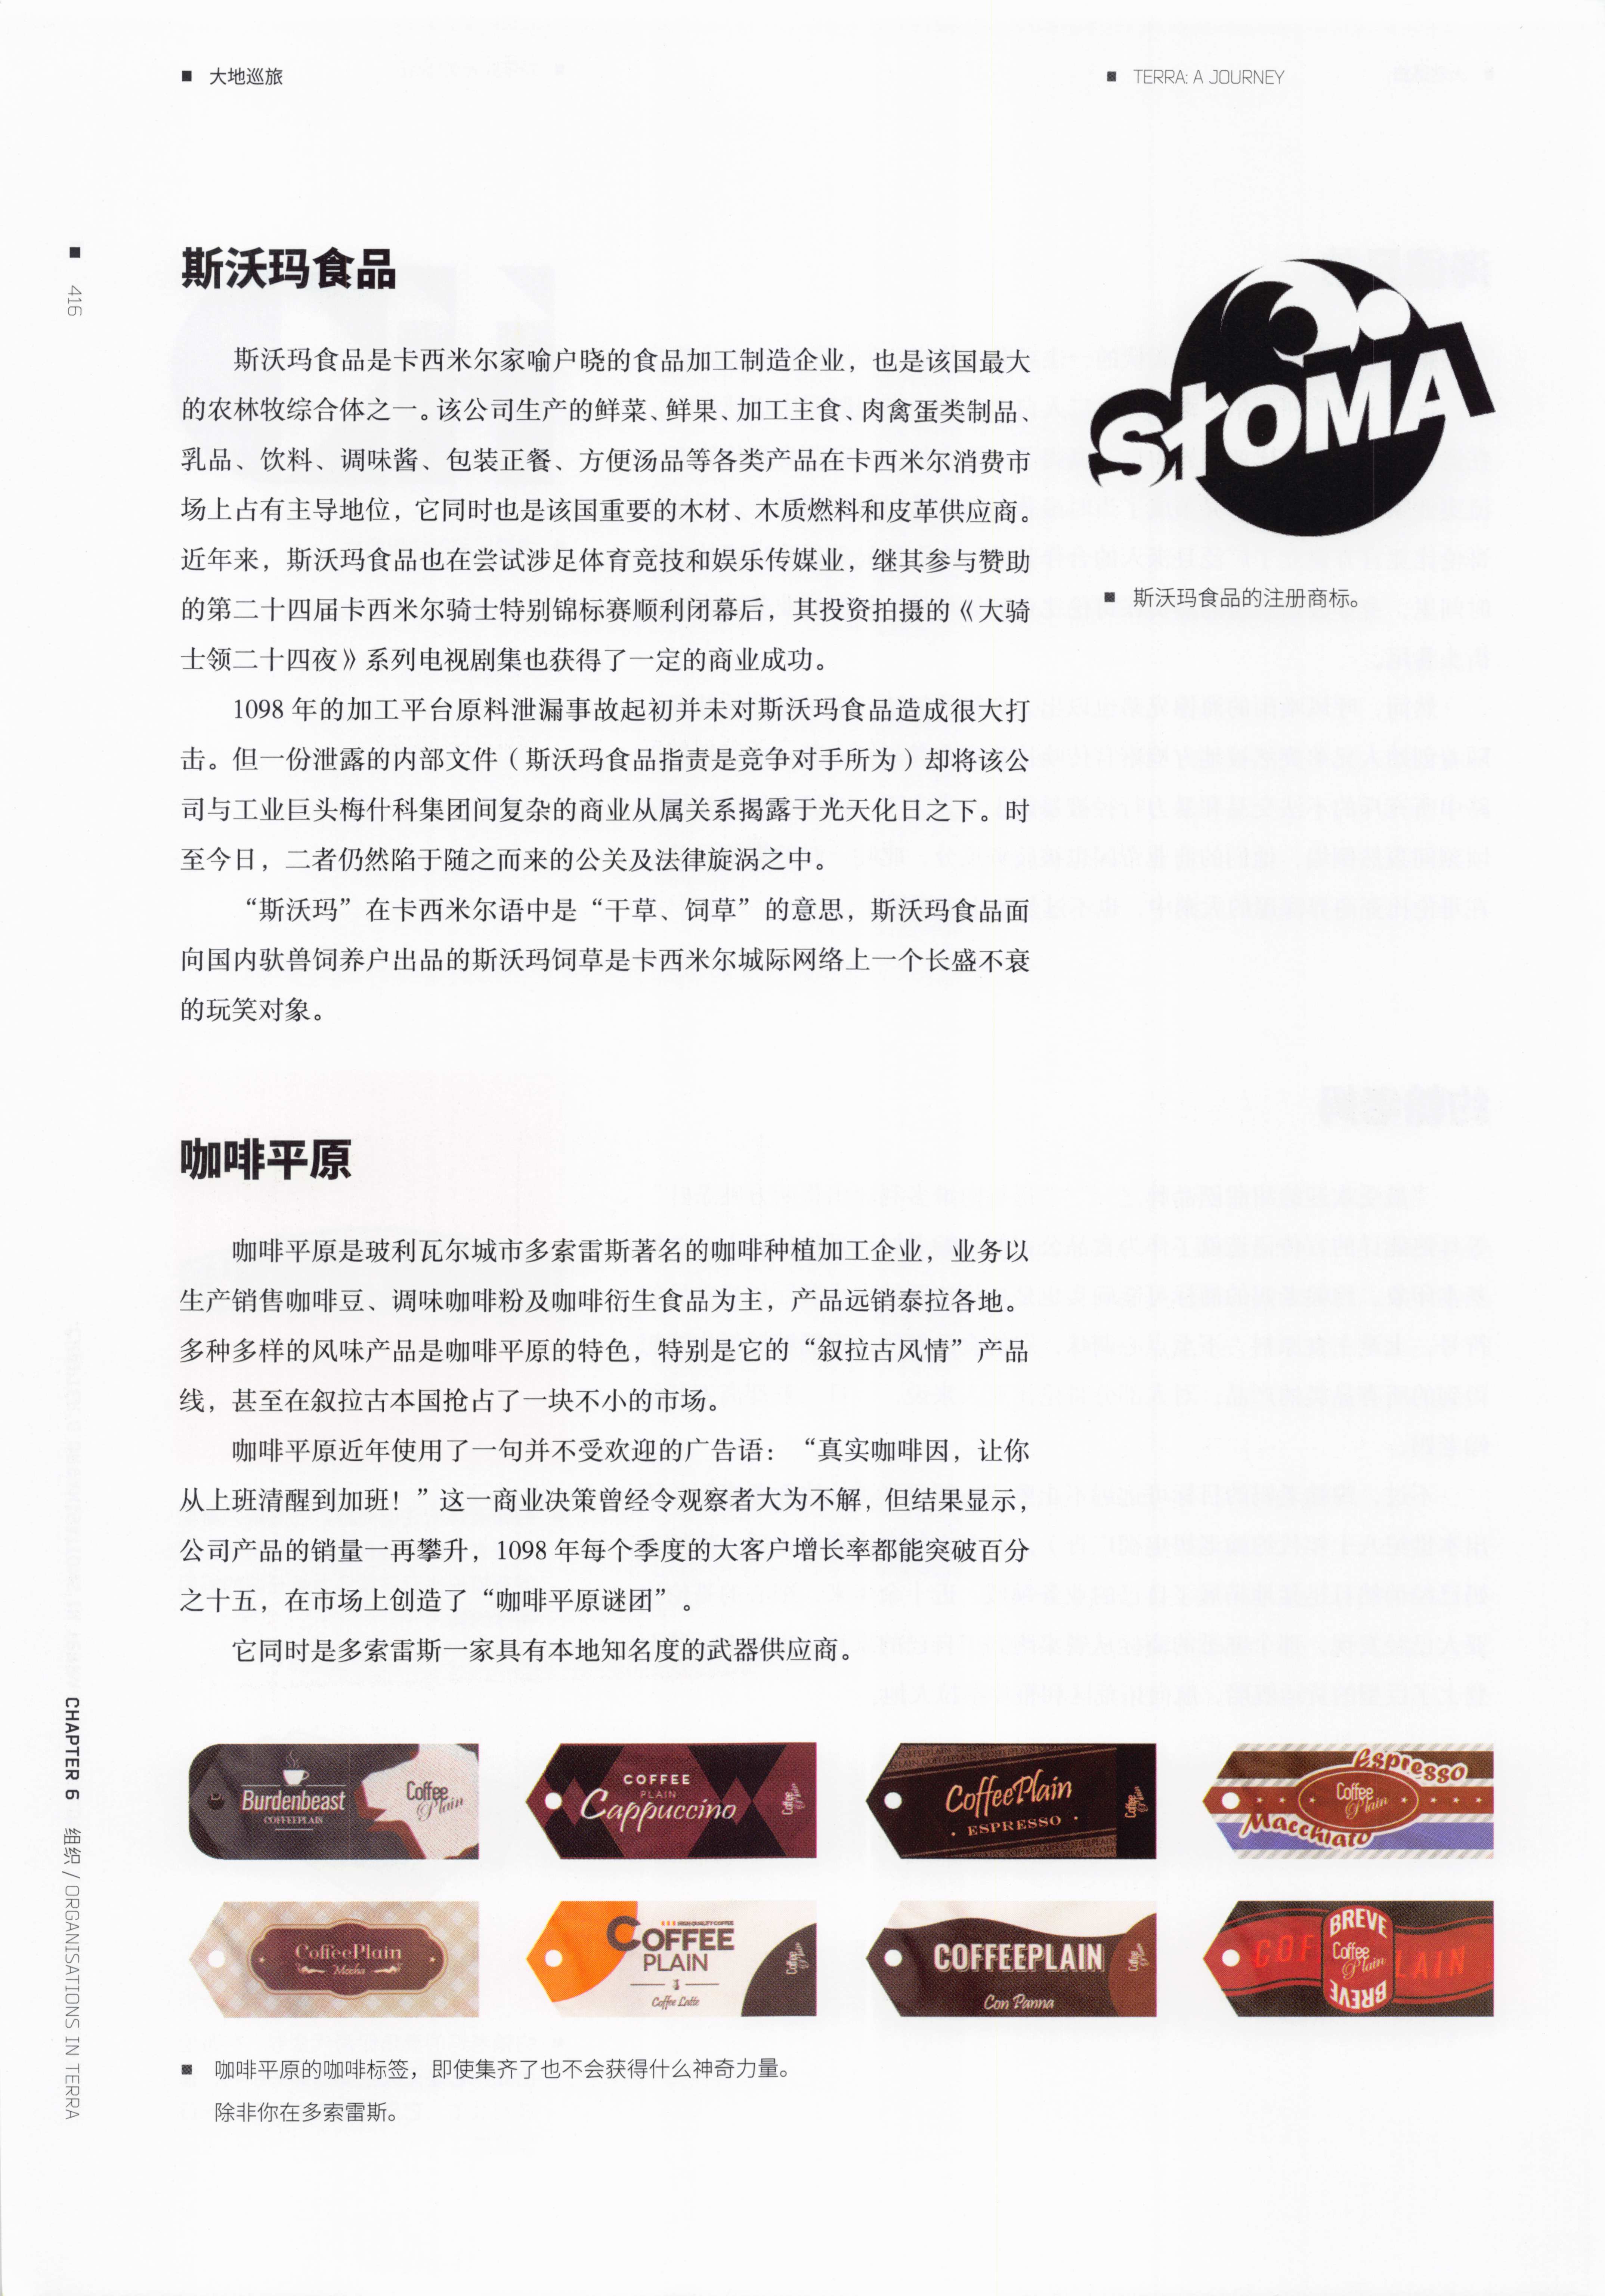 大地巡旅
TERRA: A JOURNEY
416
斯沃玛食品
斯沃玛食品是卡西米尔家喻户晓的食品加工制造企业，也是该国最大
的农林牧综合体之一。该公司生产的鲜菜、鲜果、加工主食、肉禽蛋类制品、
乳品、饮料、调味酱、包装正餐、方便汤品等各类产品在卡西米尔消费市
场上占有主导地位，它同时也是该国重要的木材、木质燃料和皮革供应商。
近年来，斯沃玛食品也在尝试涉足体育竞技和娱乐传媒业，继其参与赞助
的第二十四届卡西米尔骑士特别锦标赛顺利闭幕后，其投资拍摄的《大骑
士领二十四夜》系列电视剧集也获得了一定的商业成功。
1098 年的加工平台原料泄漏事故起初并未对斯沃玛食品造成很大打
击。但一份泄露的内部文件（斯沃玛食品指责是竞争对手所为）却将该公
司与工业巨头梅什科集团间复杂的商业从属关系揭露于光天化日之下。时
至今日，二者仍然陷于随之而来的公关及法律旋涡之中。
“斯沃玛”在卡西米尔语中是“干草、饲草”的意思，斯沃玛食品面
向国内驮兽饲养户出品的斯沃玛饲草是卡西米尔城际网络上一个长盛不衰
的玩笑对象。
SŁOMA
斯沃玛食品的注册商标。
咖啡平原
咖啡平原是玻利瓦尔城市多索雷斯著名的咖啡种植加工企业，业务以
生产销售咖啡豆、调味咖啡粉及咖啡衍生食品为主，产品远销泰拉各地。
多种多样的风味产品是咖啡平原的特色，特别是它的“叙拉古风情”产品
线，甚至在叙拉古本国抢占了一块不小的市场。
咖啡平原近年使用了一句并不受欢迎的广告语：“真实咖啡因，让你
从上班清醒到加班！”这一商业决策曾经令观察者大为不解，但结果显示，
公司产品的销量一再攀升，1098 年每个季度的大客户增长率都能突破百分
之十五，在市场上创造了“咖啡平原谜团”。
它同时是多索雷斯一家具有本地知名度的武器供应商。
Burdenbeast
COFFEEPLAIN
Coffee
Plain
COFFEE
PLAIN
Cappuccino
Coffee
Plain
CoffeePlain
ESPRESSO
Coffee
Plain
Espresso
Coffee
Plain
Macchiato
CoffeePlain
Mocha
HIGH QUALITY COFFEE
COFFEE
PLAIN
Coffee Latte
Coffee
Plain
COFFEEPLAIN
Con Panna
Coffee
Plain
BREVE
COF
Coffee
Plain
LAIN
BREVE
咖啡平原的咖啡标签，即使集齐了也不会获得什么神奇力量。
除非你在多索雷斯。
CHAPTER 6 组织 / ORGANISATIONS IN TERRA